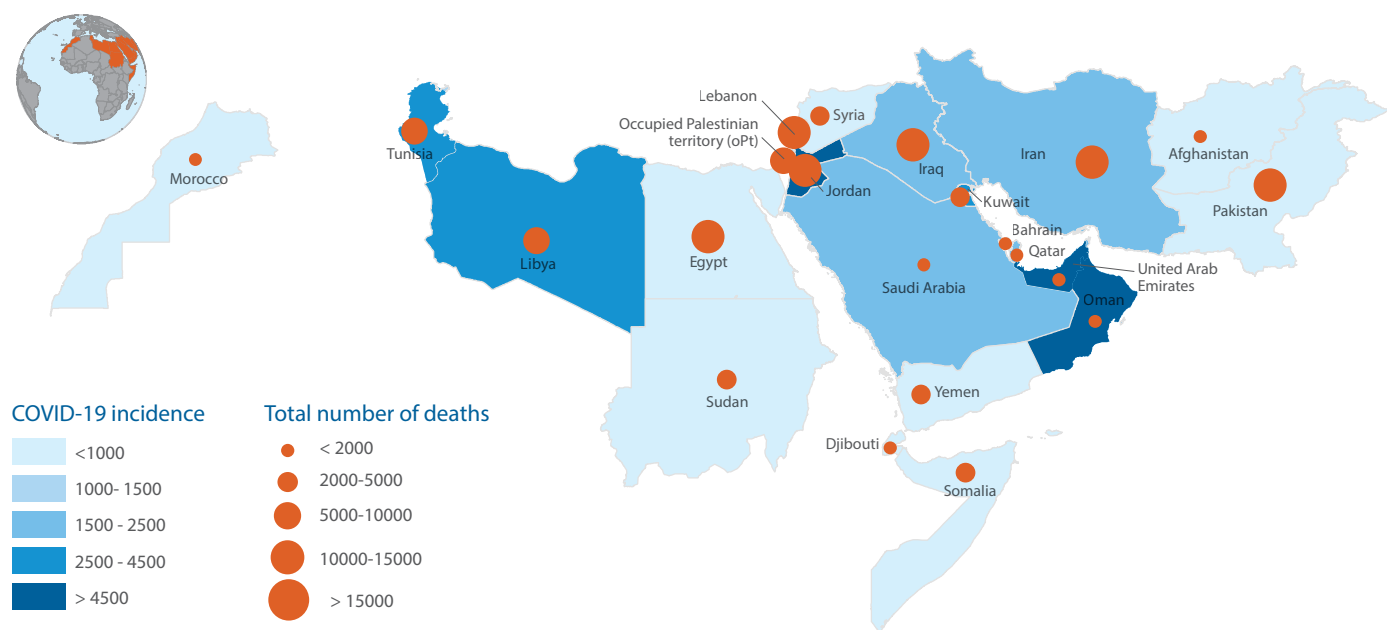 Lebanon
Syria
Occupied Palestinian
territory (oPt)
Tunisia
Iraq
Iran
Afghanistan
Morocco
Jordan
Kuwait
Pakistan
Bahrain
Qatar
Libya
Egypt
United Arab
Emirates
Saudi Arabia
Oman
Sudan
Yemen
Djibouti
Somalia
COVID-19 incidence
<1000
1000- 1500
1500 - 2500
2500 - 4500
> 4500
Total number of deaths
< 2000
2000-5000
5000-10000
10000-15000
> 15000